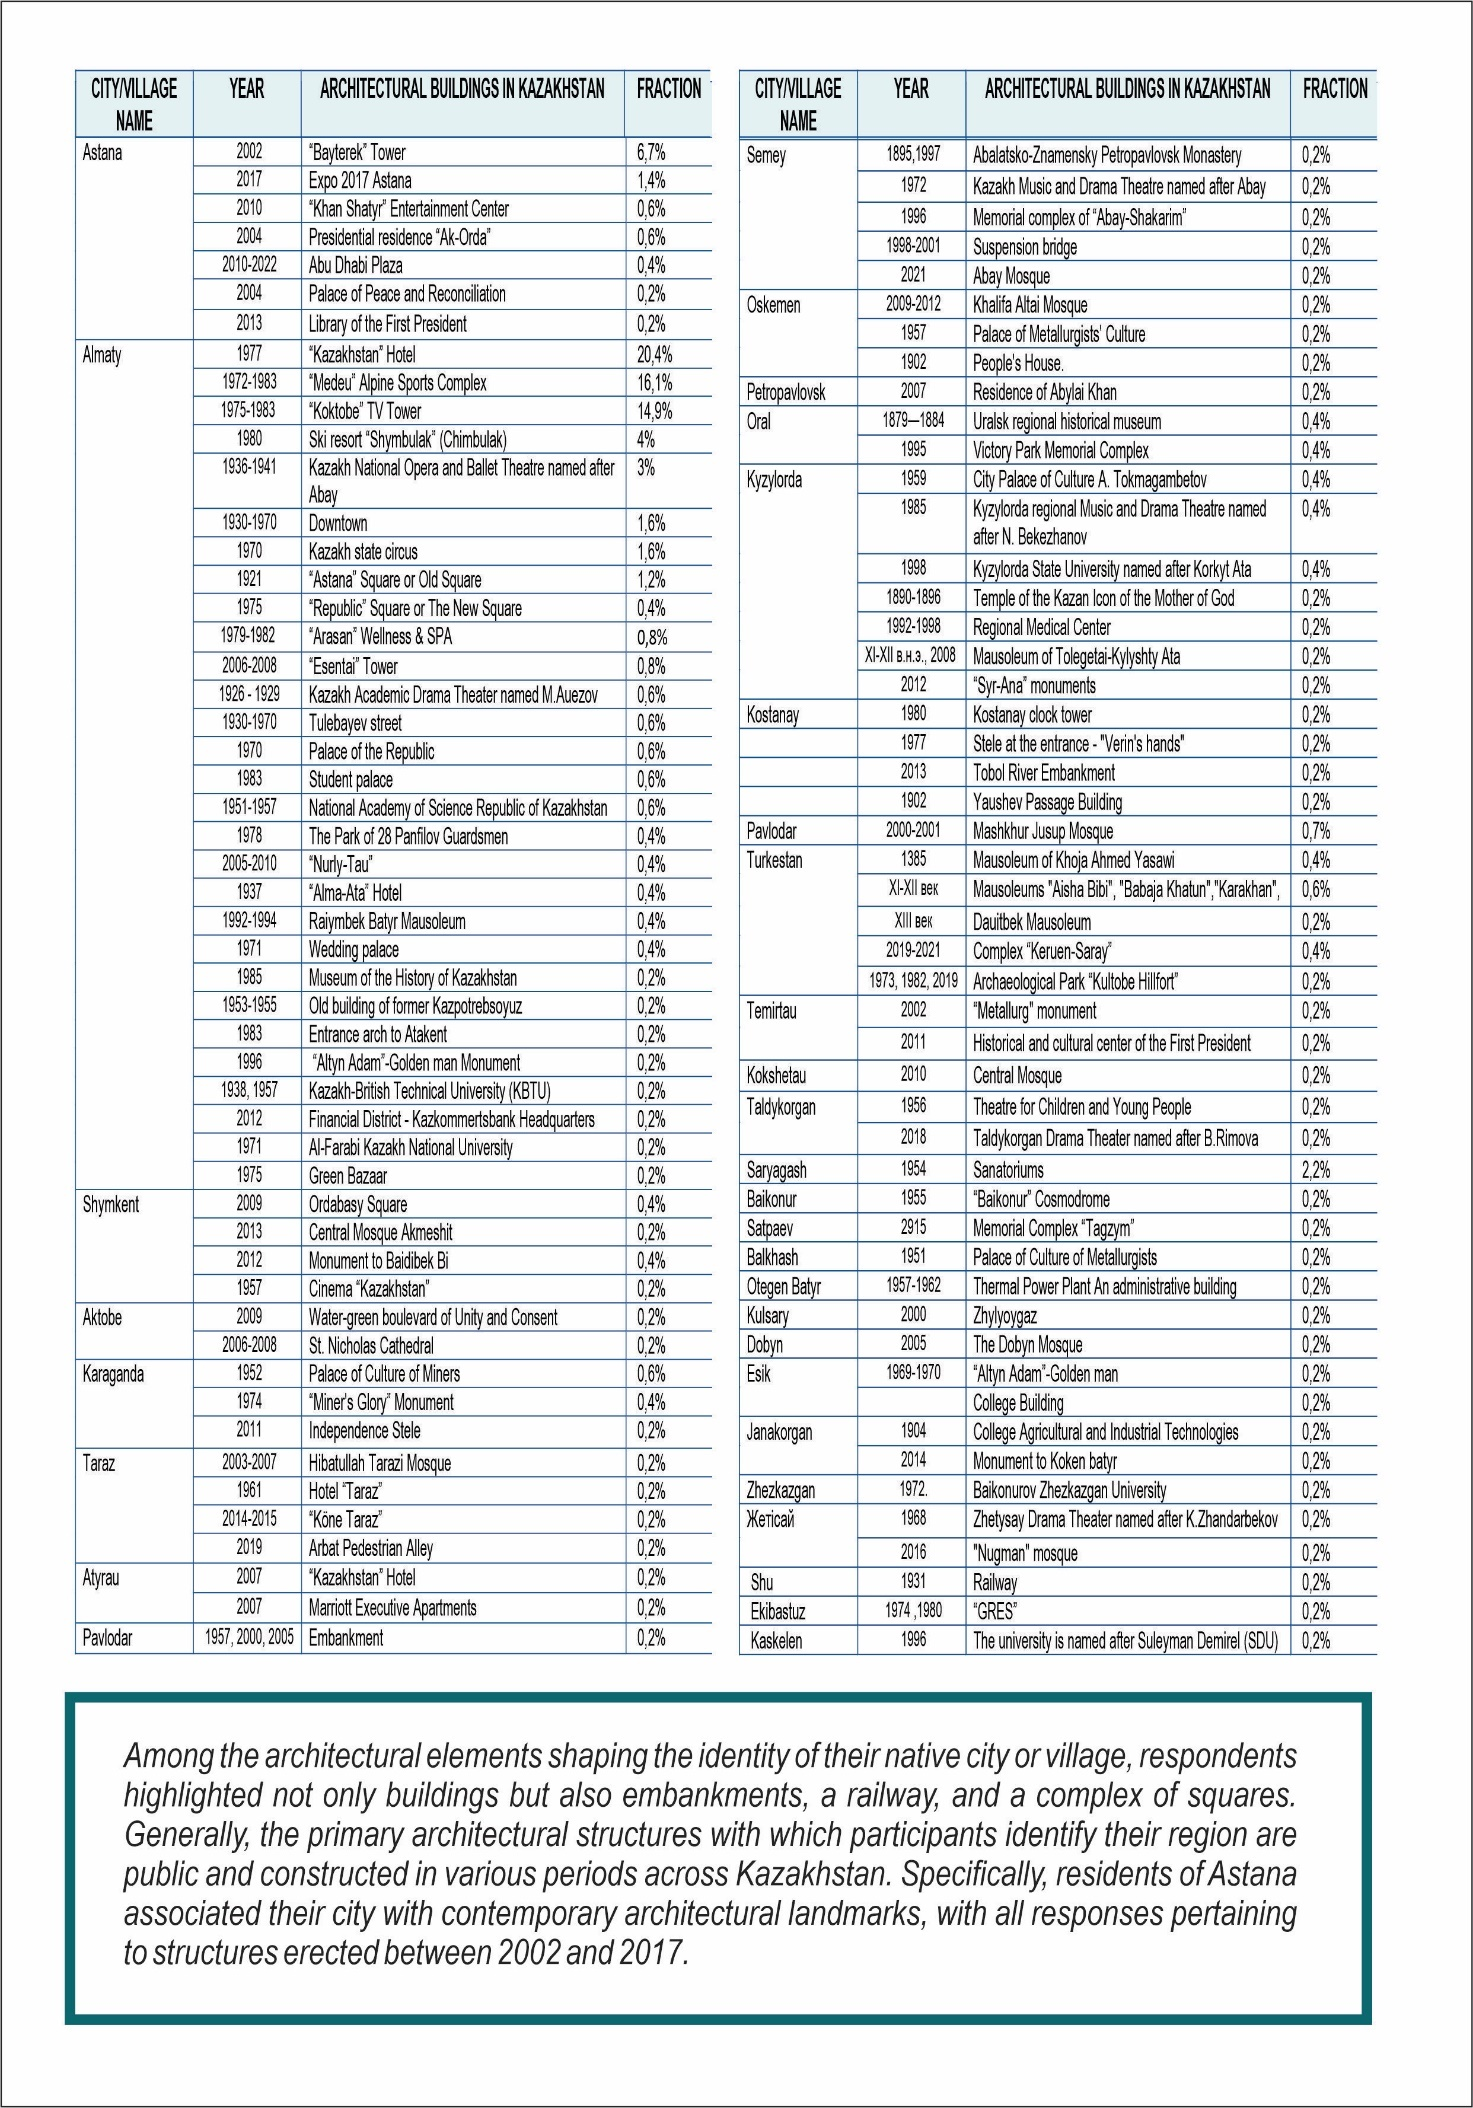 CITY/VILLAGE NAME YEAR ARCHITECTURAL BUILDINGS IN KAZAKHSTAN FRACTION
Astana 2002 “Bayterek” Tower 6,7%
2017 Expo 2017 Astana 1,4%
2010 “Khan Shatyr” Entertainment Center 0,6%
2004 Presidential residence “Ak-Orda” 0,6%
2010-2022 Abu Dhabi Plaza 0,4%
2004 Palace of Peace and Reconciliation 0,2%
2013 Library of the First President 0,2%
Almaty 1977 “Kazakhstan” Hotel 20,4%
1972-1983 “Medeu” Alpine Sports Complex 16,1%
1975-1983 “Koktobe” TV Tower 14,9%
1980 Ski resort “Shymbulak” (Chimbulak) 4%
1936-1941 Kazakh National Opera and Ballet Theatre named after 3%
Abay
1930-1970 Downtown 1,6%
1970 Kazakh state circus 1,6%
1921 “Astana” Square or Old Square 1,2%
1975 “Republic” Square or The New Square 0,4%
1979-1982 “Arasan” Wellness & SPA 0,8%
2006-2008 “Esentai” Tower 0,8%
1926 - 1929 Kazakh Academic Drama Theater named M.Auezov 0,6%
1930-1970 Tulebayev street 0,6%
1970 Palace of the Republic 0,6%
1983 Student palace 0,6%
1951-1957 National Academy of Science Republic of Kazakhstan 0,6%
1978 The Park of 28 Panfilov Guardsmen 0,4%
2005-2010 “Nurly-Tau” 0,4%
1937 “Alma-Ata” Hotel 0,4%
1992-1994 Raiymbek Batyr Mausoleum 0,4%
1971 Wedding palace 0,4%
1985 Museum of the History of Kazakhstan 0,2%
1953-1955 Old building of former Kazpotrebsoyuz 0,2%
1983 Entrance arch to Atakent 0,2%
1996 “Altyn Adam”-Golden man Monument 0,2%
1938, 1957 Kazakh-British Technical University (KBTU) 0,2%
2012 Financial District - Kazkommertsbank Headquarters 0,2%
1971 Al-Farabi Kazakh National University 0,2%
1975 Green Bazaar 0,2%
Shymkent 2009 Ordabasy Square 0,4%
2013 Central Mosque Akmeshit 0,2%
2012 Monument to Baidibek Bi 0,4%
1957 Cinema “Kazakhstan” 0,2%
Aktobe 2009 Water-green boulevard of Unity and Consent 0,2%
2006-2008 St. Nicholas Cathedral 0,2%
Karaganda 1952 Palace of Culture of Miners 0,6%
1974 “Miner's Glory” Monument 0,4%
2011 Independence Stele 0,2%
Taraz 2003-2007 Hibatullah Tarazi Mosque 0,2%
1961 Hotel “Taraz” 0,2%
2014-2015 “Köne Taraz” 0,2%
2019 Arbat Pedestrian Alley 0,2%
Atyrau 2007 “Kazakhstan” Hotel 0,2%
2007 Marriott Executive Apartments 0,2%
Pavlodar 1957, 2000, 2005 Embankment 0,2%
CITY/VILLAGE NAME YEAR ARCHITECTURAL BUILDINGS IN KAZAKHSTAN FRACTION
Semey 1895,1997 Abalatsko-Znamensky Petropavlovsk Monastery 0,2%
1972 Kazakh Music and Drama Theatre named after Abay 0,2%
1996 Memorial complex of “Abay-Shakarim” 0,2%
1998-2001 Suspension bridge 0,2%
2021 Abay Mosque 0,2%
Oskemen 2009-2012 Khalifa Altai Mosque 0,2%
1957 Palace of Metallurgists' Culture 0,2%
1902 People's House. 0,2%
Petropavlovsk 2007 Residence of Abylai Khan 0,2%
Oral 1879—1884 Uralsk regional historical museum 0,4%
1995 Victory Park Memorial Complex 0,4%
Kyzylorda 1959 City Palace of Culture A. Tokmagambetov 0,4%
1985 Kyzylorda regional Music and Drama Theatre named 0,4%
after N. Bekezhanov
1998 Kyzylorda State University named after Korkyt Ata 0,4%
1890-1896 Temple of the Kazan Icon of the Mother of God 0,2%
1992-1998 Regional Medical Center 0,2%
XI-XII в.н.э., 2008 Mausoleum of Tolegetai-Kylyshty Ata 0,2%
2012 “Syr-Ana” monuments 0,2%
Kostanay 1980 Kostanay clock tower 0,2%
1977 Stele at the entrance - "Verin's hands" 0,2%
2013 Tobol River Embankment 0,2%
1902 Yaushev Passage Building 0,2%
Pavlodar 2000-2001 Mashkhur Jusup Mosque 0,7%
Turkestan 1385 Mausoleum of Khoja Ahmed Yasawi 0,4%
XI-XII век Mausoleums "Aisha Bibi", "Babaja Khatun","Karakhan", 0,6%
XIII век Dauitbek Mausoleum 0,2%
2019-2021 Complex “Keruen-Saray” 0,4%
1973, 1982, 2019 Archaeological Park “Kultobe Hillfort” 0,2%
Temirtau 2002 “Metallurg” monument 0,2%
2011 Historical and cultural center of the First President 0,2%
Kokshetau 2010 Central Mosque 0,2%
Taldykorgan 1956 Theatre for Children and Young People 0,2%
2018 Taldykorgan Drama Theater named after B.Rimova 0,2%
Saryagash 1954 Sanatoriums 2,2%
Baikonur 1955 “Baikonur” Cosmodrome 0,2%
Satpaev 2915 Memorial Complex “Tagzym” 0,2%
Balkhash 1951 Palace of Culture of Metallurgists 0,2%
Otegen Batyr 1957-1962 Thermal Power Plant An administrative building 0,2%
Kulsary 2000 Zhylyoygaz 0,2%
Dobyn 2005 The Dobyn Mosque 0,2%
Esik 1969-1970 “Altyn Adam”-Golden man 0,2%
College Building 0,2%
Janakorgan 1904 College Agricultural and Industrial Technologies 0,2%
2014 Monument to Koken batyr 0,2%
Zhezkazgan 1972. Baikonurov Zhezkazgan University 0,2%
Жетісай 1968 Zhetysay Drama Theater named after K.Zhandarbekov 0,2%
2016 "Nugman" mosque 0,2%
Shu 1931 Railway 0,2%
Ekibastuz 1974 ,1980 “GRES” 0,2%
Kaskelen 1996 The university is named after Suleyman Demirel (SDU) 0,2%
Among the architectural elements shaping the identity of their native city or village, respondents
highlighted not only buildings but also embankments, a railway, and a complex of squares.
Generally, the primary architectural structures with which participants identify their region are
public and constructed in various periods across Kazakhstan. Specifically, residents of Astana
associated their city with contemporary architectural landmarks, with all responses pertaining
to structures erected between 2002 and 2017.